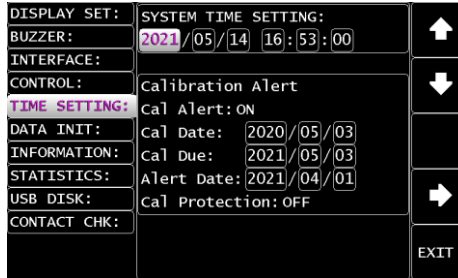 DISPLAY SET:
BUZZER:
INTERFACE:
CONTROL:
TIME SETTING:
DATA INIT:
INFORMATION:
STATISTICS:
USB DISK:
CONTACT CHK:
SYSTEM TIME SETTING:
2021/05/14 16:53:00
Calibration Alert
Cal Alert:ON
Cal Date: 2020/05/03
Cal Due: 2021/05/03
Alert Date:2021/04/01
Cal Protection:OFF
EXIT